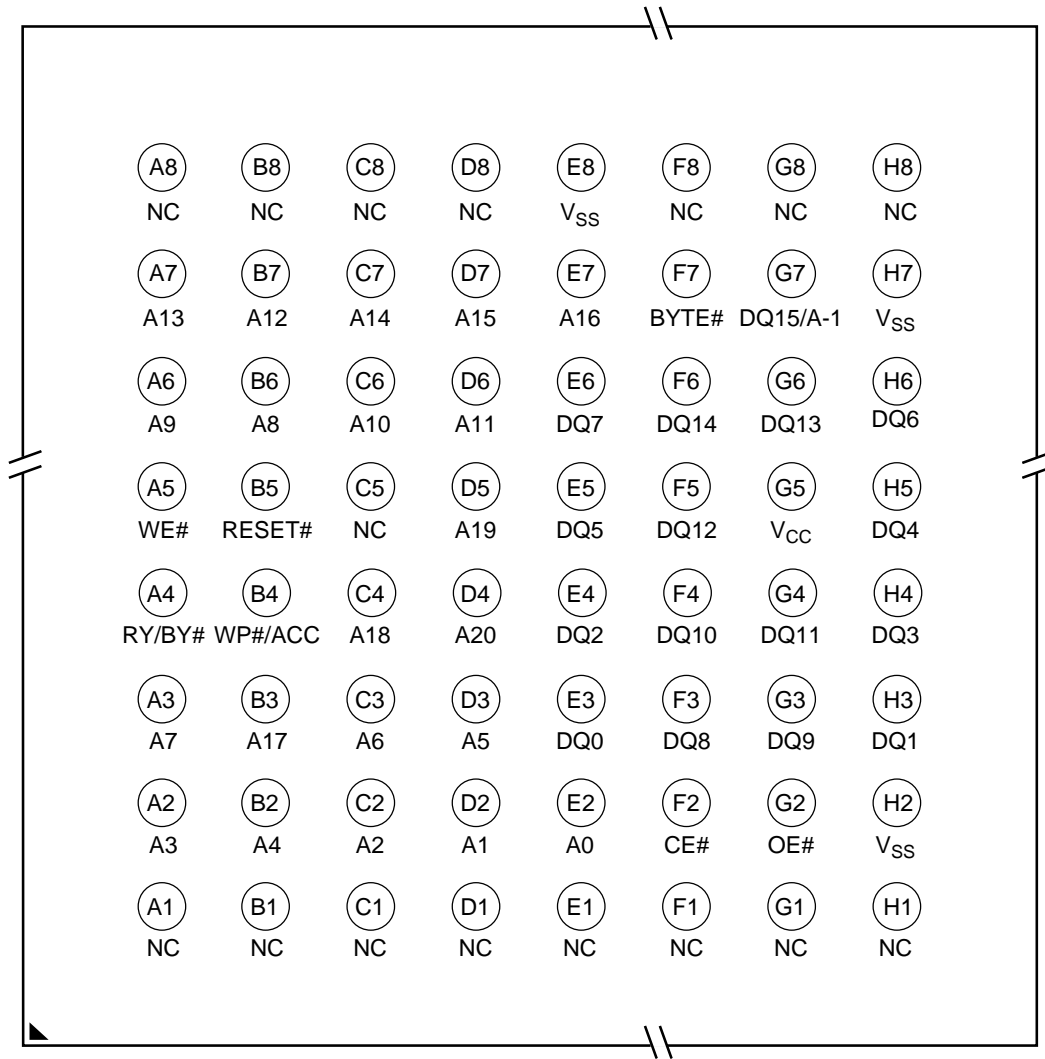 A8 B8 C8 D8 E8 F8 G8 H8
NC NC NC NC VSS NC NC NC
A7 B7 C7 D7 E7 F7 G7 H7
A13 A12 A14 A15 A16 BYTE# DQ15/A-1 VSS
A6 B6 C6 D6 E6 F6 G6 H6
A9 A8 A10 A11 DQ7 DQ14 DQ13 DQ6
A5 B5 C5 D5 E5 F5 G5 H5
WE# RESET# NC A19 DQ5 DQ12 VCC DQ4
A4 B4 C4 D4 E4 F4 G4 H4
RY/BY# WP#/ACC A18 A20 DQ2 DQ10 DQ11 DQ3
A3 B3 C3 D3 E3 F3 G3 H3
A7 A17 A6 A5 DQ0 DQ8 DQ9 DQ1
A2 B2 C2 D2 E2 F2 G2 H2
A3 A4 A2 A1 A0 CE# OE# VSS
A1 B1 C1 D1 E1 F1 G1 H1
NC NC NC NC NC NC NC NC